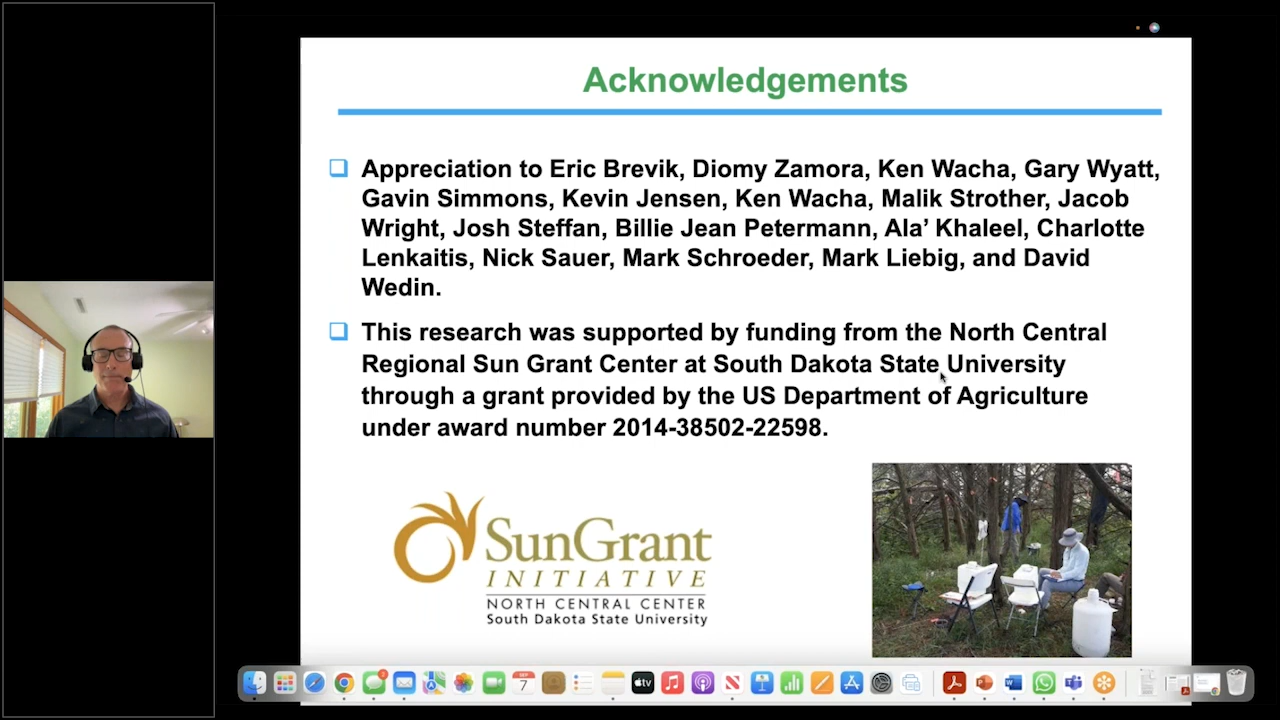 Acknowledgements
Appreciation to Eric Brevik, Diomy Zamora, Ken Wacha, Gary Wyatt,
Gavin Simmons, Kevin Jensen, Ken Wacha, Malik Strother, Jacob
Wright, Josh Steffan, Billie Jean Petermann, Ala’ Khaleel, Charlotte
Lenkaitis, Nick Sauer, Mark Schroeder, Mark Liebig, and David
Wedin.
This research was supported by funding from the North Central
Regional Sun Grant Center at South Dakota State University
through a grant provided by the US Department of Agriculture
under award number 2014-38502-22598.
SunGrant
INITIATIVE
NORTH CENTRAL CENTER
South Dakota State University
7
tv